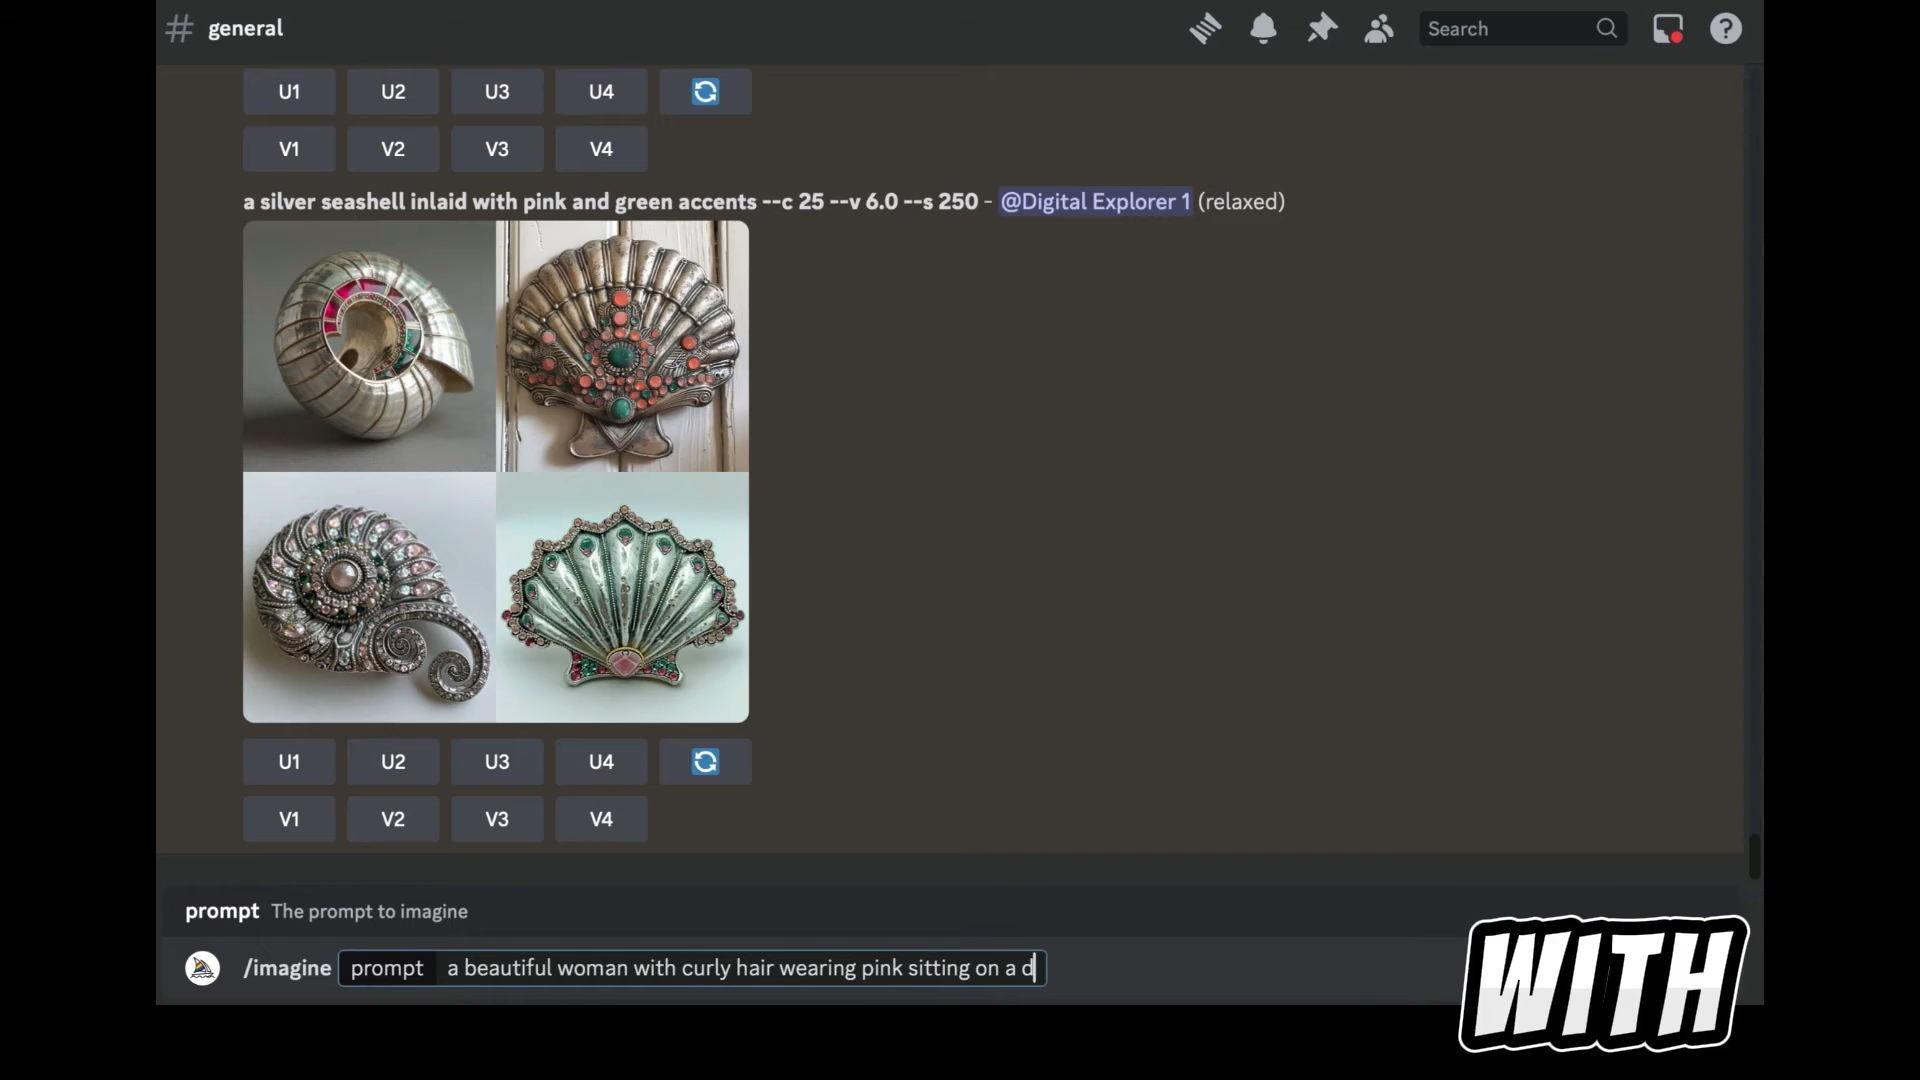 general
Search
U1 U2 U3 U4
V1 V2 V3 V4
a silver seashell inlaid with pink and green accents --c 25 --v 6.0 --s 250 - @Digital Explorer 1 (relaxed)
U1 U2 U3 U4
V1 V2 V3 V4
prompt The prompt to imagine
/imagine prompt a beautiful woman with curly hair wearing pink sitting on a d
WITH